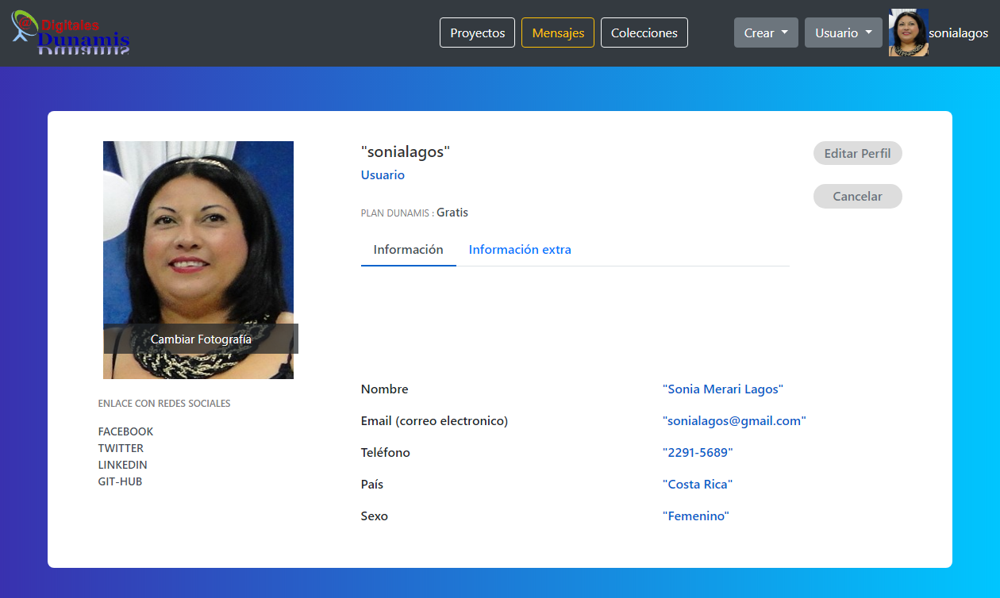 @ Digitales
Dunamis
Proyectos
Mensajes
Colecciones
Crear
Usuario
sonialagos
"sonialagos"
Usuario
PLAN DUNAMIS : Gratis
Información
Información extra
Editar Perfil
Cancelar
Cambiar Fotografía
ENLACE CON REDES SOCIALES
FACEBOOK
TWITTER
LINKEDIN
GIT-HUB
Nombre "Sonia Merari Lagos"
Email (correo electronico) "sonialagos@gmail.com"
Teléfono "2291-5689"
País "Costa Rica"
Sexo "Femenino"